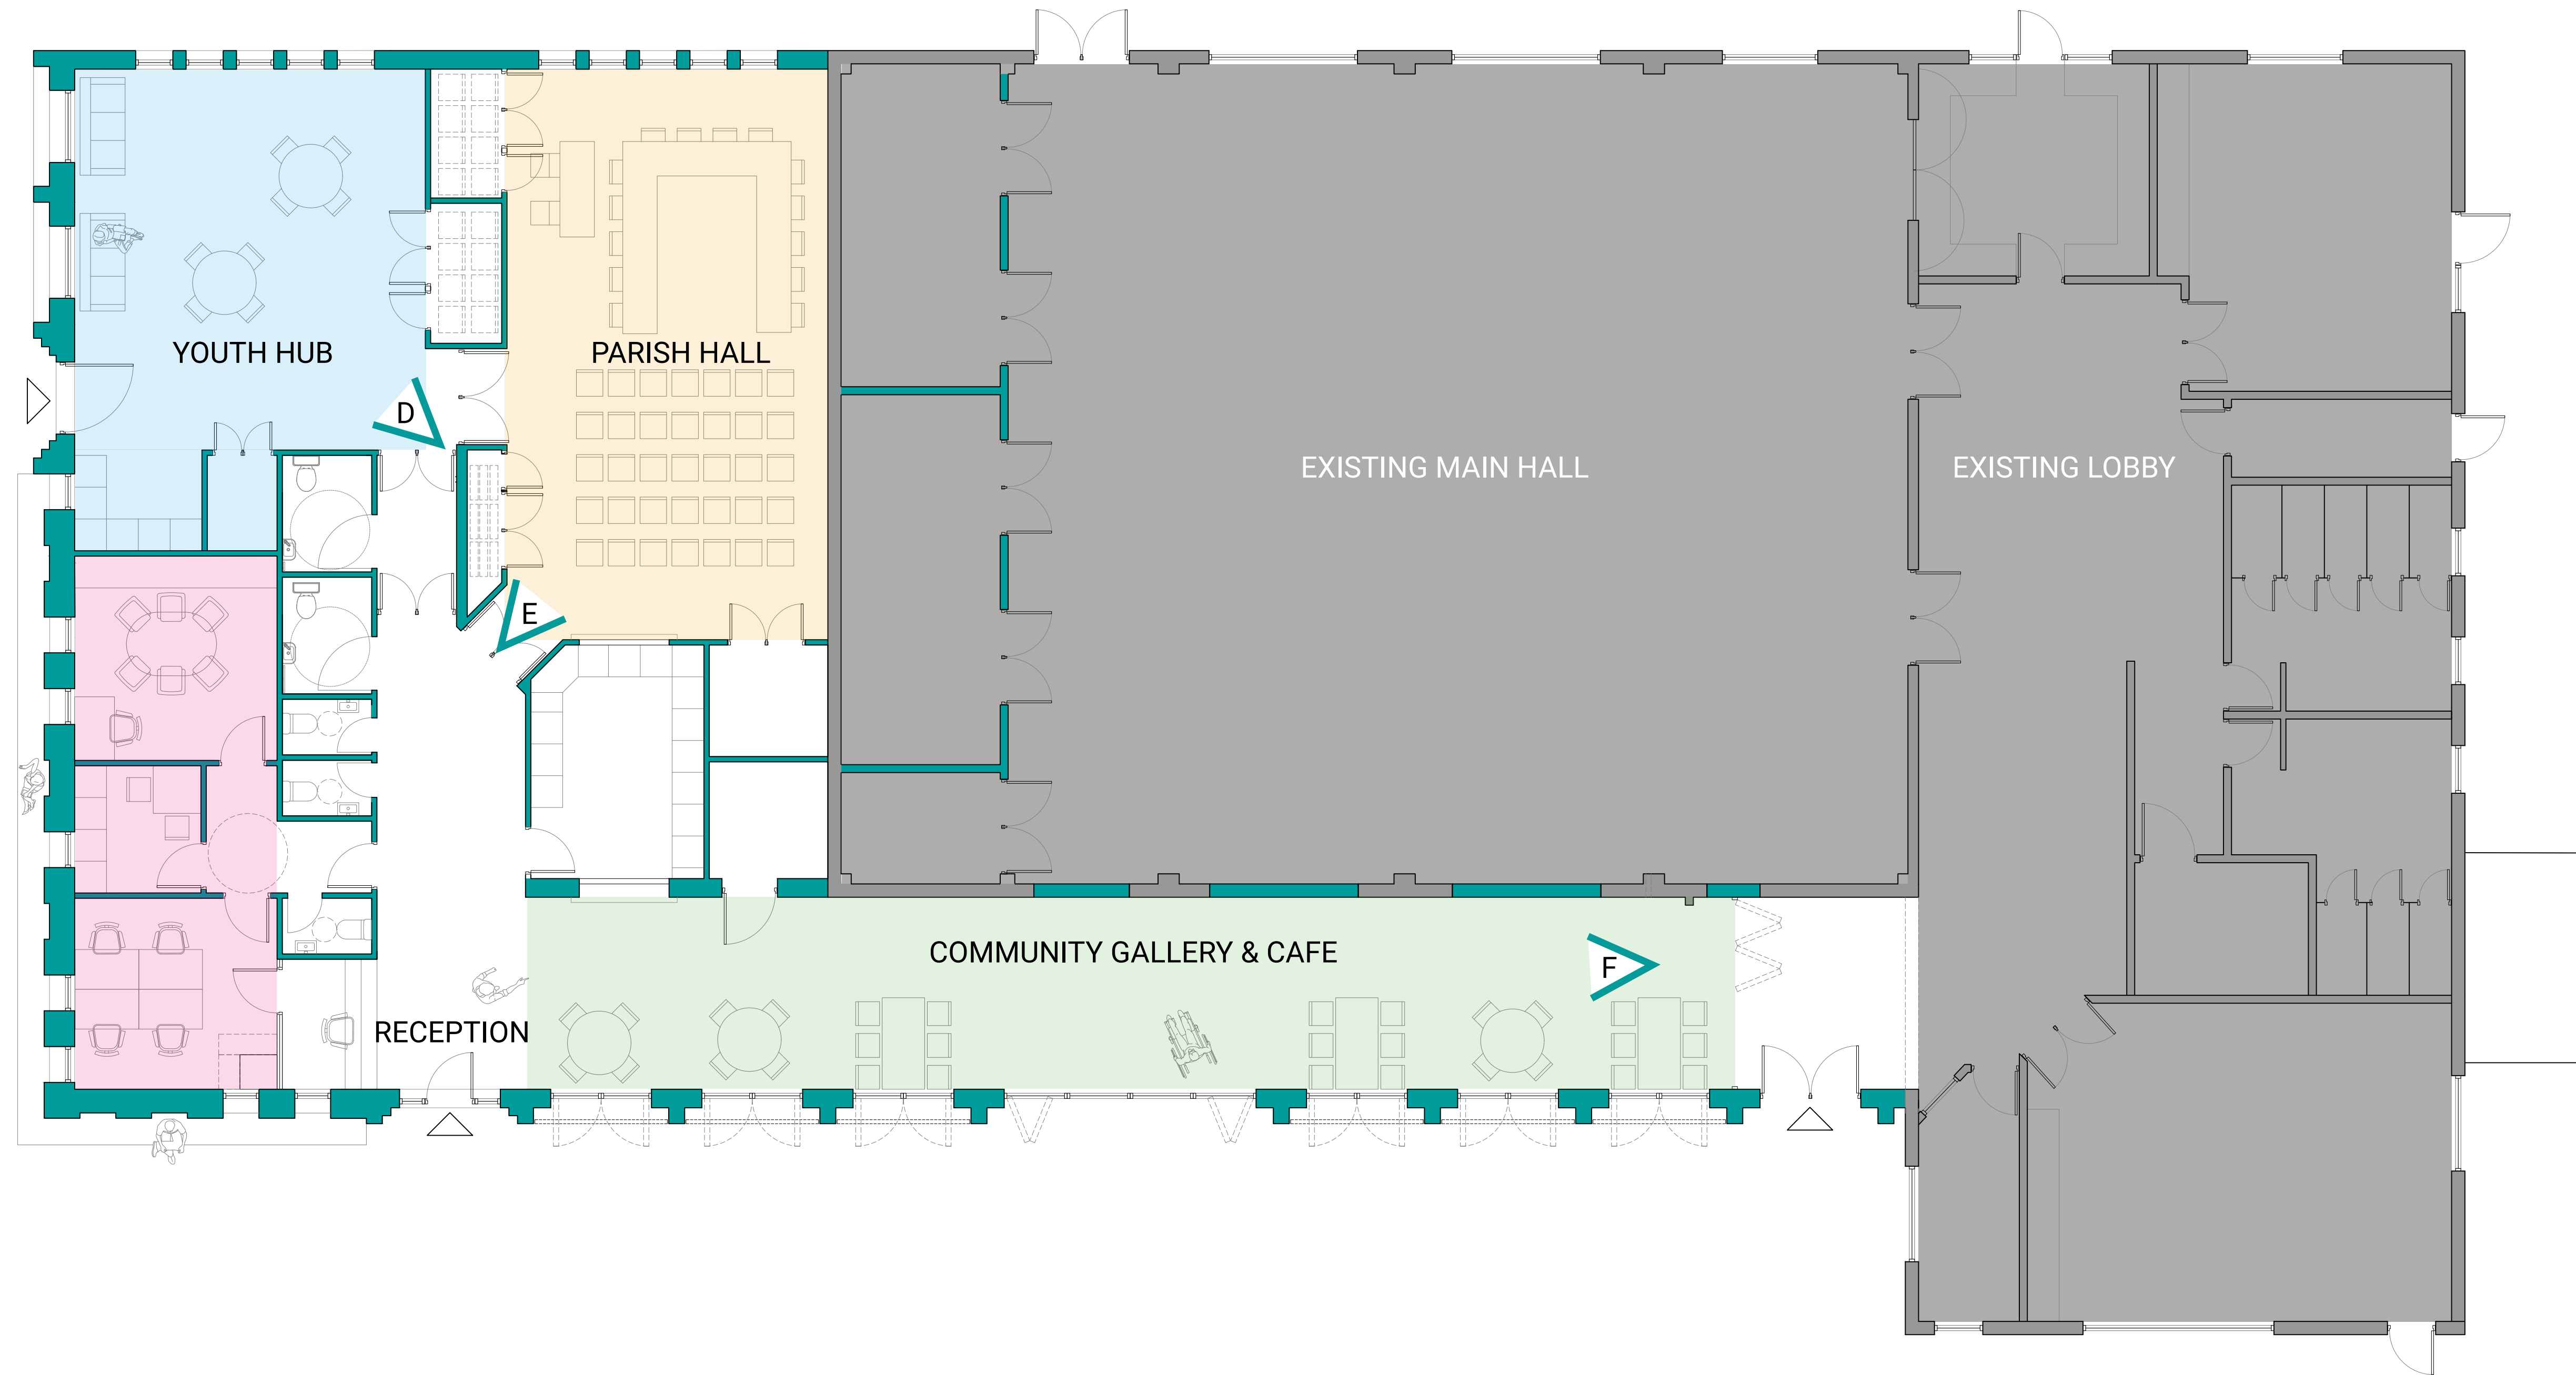 YOUTH HUB
PARISH HALL
D
EXISTING MAIN HALL
EXISTING LOBBY
E
COMMUNITY GALLERY & CAFE
F
RECEPTION